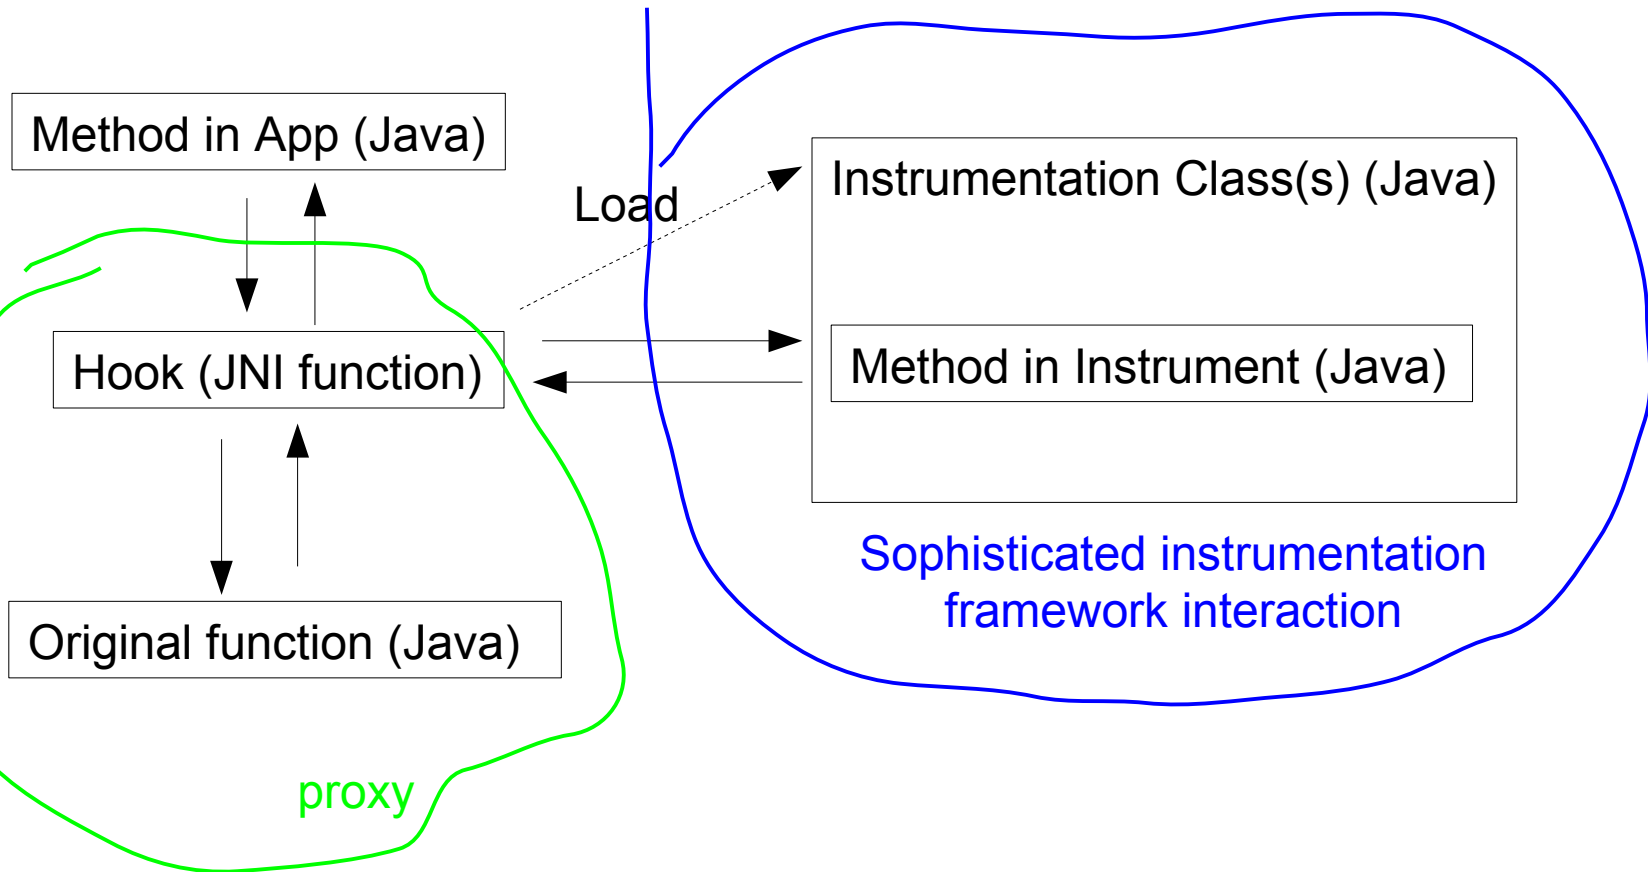 Method in App (Java)
Load
Instrumentation Class(s) (Java)
Hook (JNI function)
Method in Instrument (Java)
Sophisticated instrumentation
framework interaction
Original function (Java)
proxy